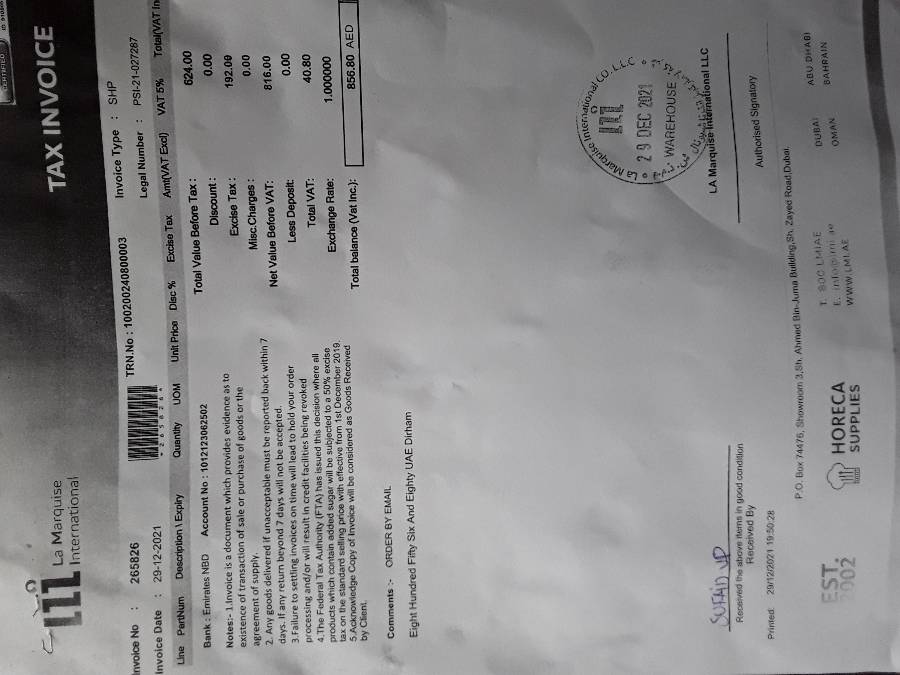 CERTIFIED
TAX INVOICE
La Marquise
International
Invoice No : 265826
*265826*
TRN.No : 100200240800003
Invoice Type : SHP
Invoice Date : 29-12-2021
Legal Number : PSI-21-027287
Line PartNum Description \ Expiry Quantity UOM Unit Price Disc % Excise Tax Amt(VAT Excl) VAT 5% Total(VAT In
Bank : Emirates NBD Account No : 1012123062502
Total Value Before Tax : 624.00
Discount : 0.00
Excise Tax : 192.00
Misc.Charges : 0.00
Net Value Before VAT: 816.00
Less Deposit: 0.00
Total VAT: 40.80
Exchange Rate: 1.000000
Total balance (Vat Inc.): 856.80 AED
Notes:- 1.Invoice is a document which provides evidence as to
existence of transaction of sale or purchase of goods or the
agreement of supply.
2. Any goods delivered if unacceptable must be reported back within 7
days. If any return beyond 7 days will not be accepted.
3.Failure to settling invoices on time will lead to hold your order
processing and/or will result in credit facilities being revoked
4.The Federal Tax Authority (FTA) has issued this decision where all
products which contain added sugar will be subjected to a 50% excise
tax on the standard selling price with effective from 1st December 2019.
5.Acknowledge Copy of Invoice will be considered as Goods Received
by Client.
Comments :- ORDER BY EMAIL
Eight Hundred Fifty Six And Eighty UAE Dirham
La Marquise International CO. L.L.C
29 DEC 2021
WAREHOUSE
LA Marquise International LLC
Authorised Signatory
Received the above items in good condition
Received By
Printed: 29/12/2021 19:50:28
P.O. Box 74476, Showroom 3,Sh. Ahmed Bin-Juma Building,Sh. Zayed Road,Dubai.
EST.
2002
HORECA
SUPPLIES
T. 800 LMIAE
E. info@lmi.ae
WWW.LMI.AE
DUBAI
OMAN
ABU DHABI
BAHRAIN